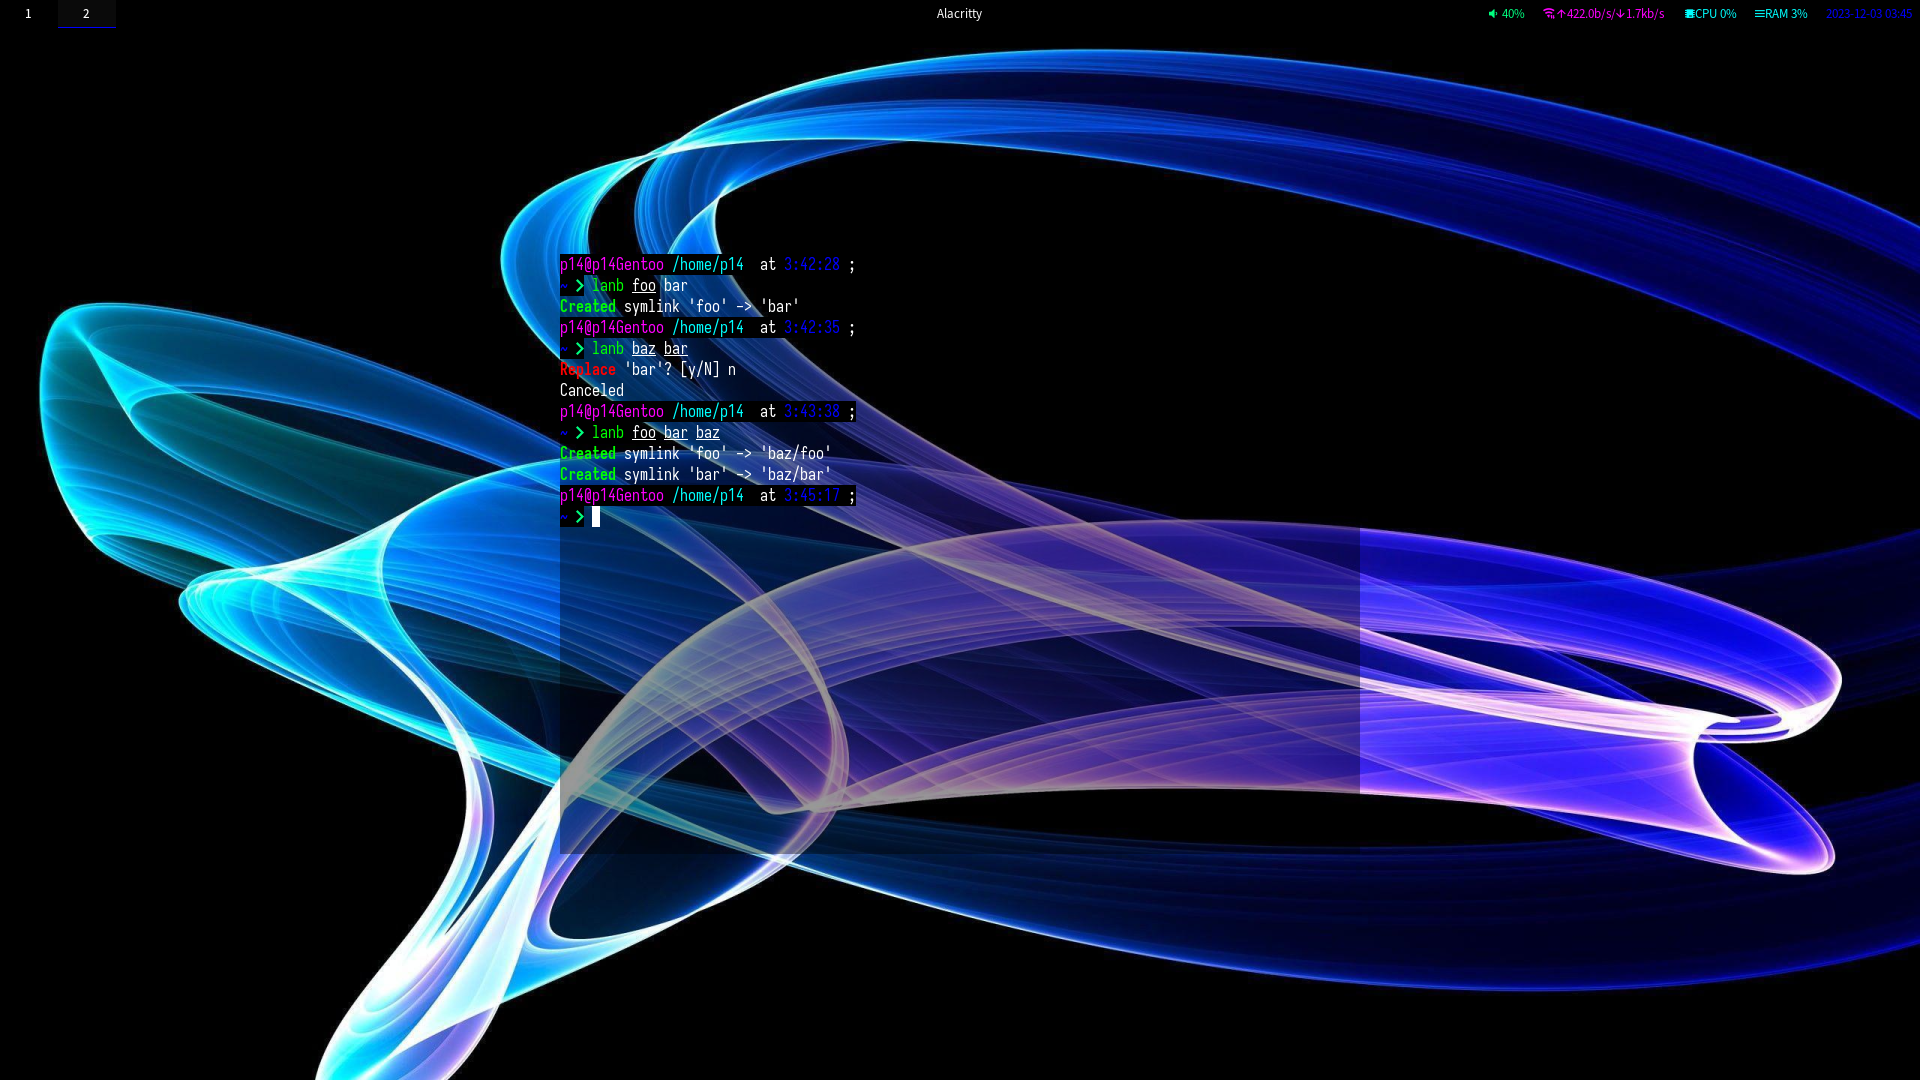 1 2 Alacritty 40% ↑422.0b/s/↓1.7kb/s CPU 0% RAM 3% 2023-12-03 03:45
p14@p14Gentoo /home/p14  at 3:42:28 ;
~ > lanb foo bar
Created symlink 'foo' -> 'bar'
p14@p14Gentoo /home/p14  at 3:42:35 ;
~ > lanb baz bar
Replace 'bar'? [y/N] n
Canceled
p14@p14Gentoo /home/p14  at 3:43:38 ;
~ > lanb foo bar baz
Created symlink 'foo' -> 'baz/foo'
Created symlink 'bar' -> 'baz/bar'
p14@p14Gentoo /home/p14  at 3:45:17 ;
~ >